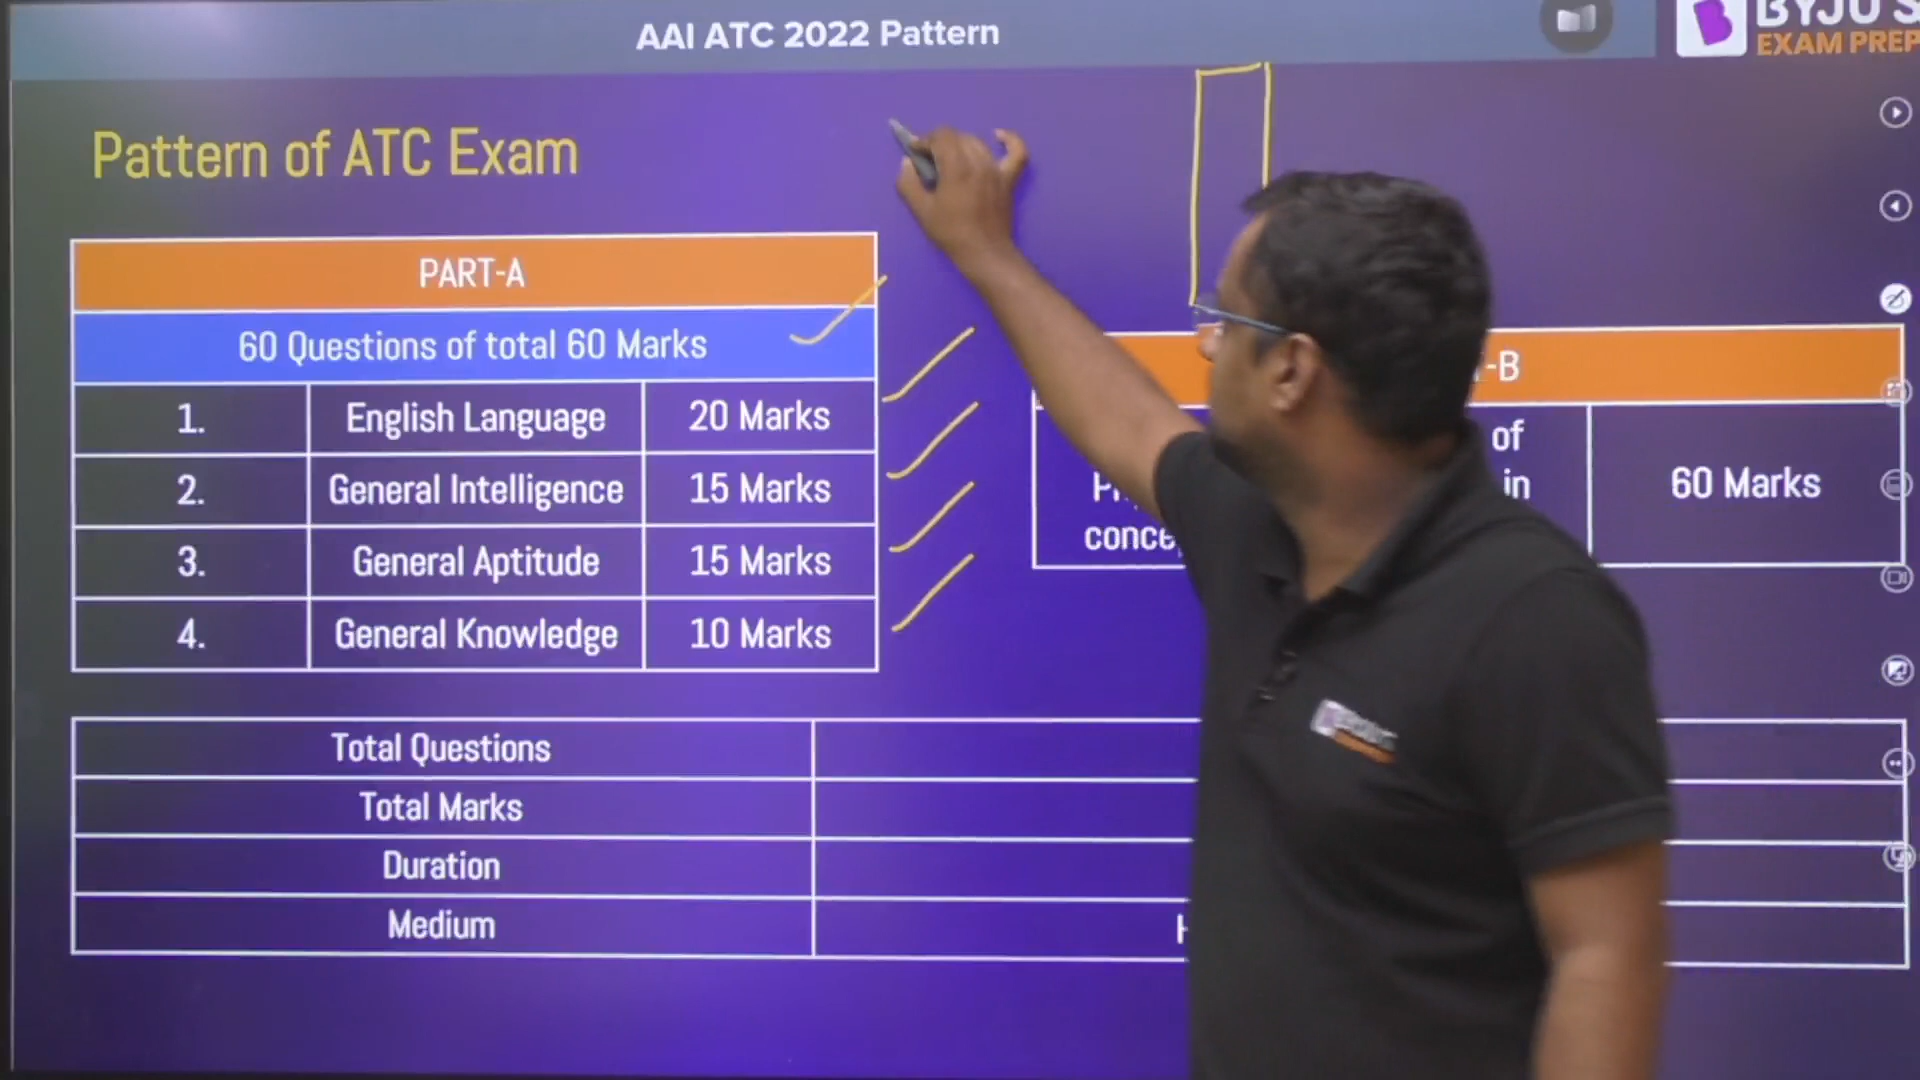 AAI ATC 2022 Pattern
BYJU'S
EXAM PREP
Pattern of ATC Exam
PART-A
60 Questions of total 60 Marks
1. English Language 20 Marks
2. General Intelligence 15 Marks
3. General Aptitude 15 Marks
4. General Knowledge 10 Marks
-B
of
in
60 Marks
Total Questions
Total Marks
Duration
Medium